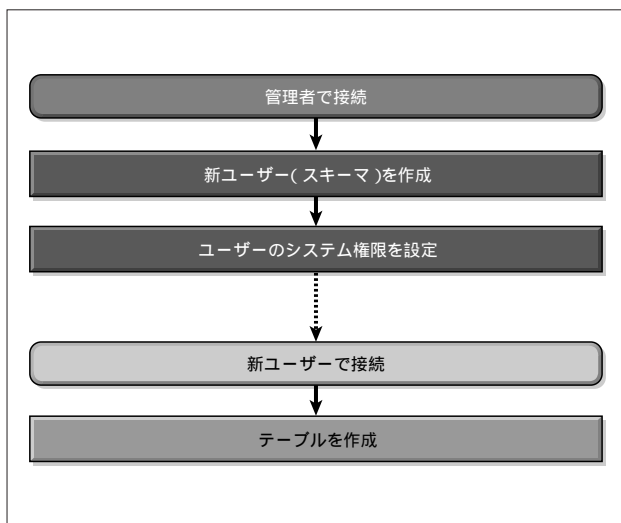 管理者で接続
新ユーザー(スキーマ)を作成
ユーザーのシステム権限を設定
新ユーザーで接続
テーブルを作成